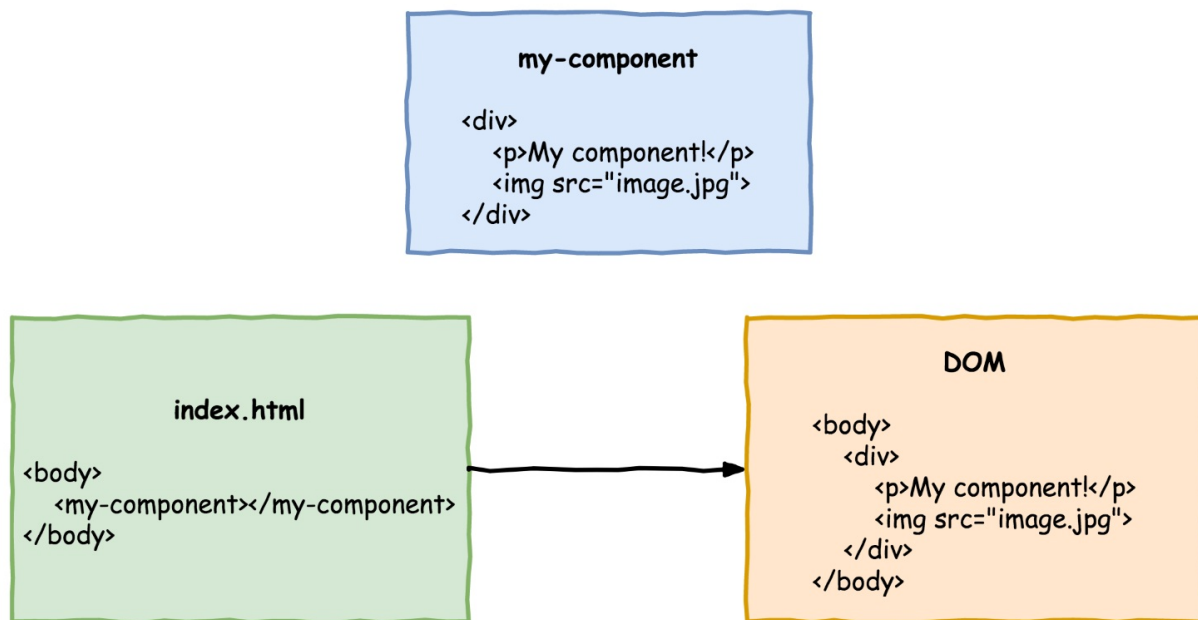 my-component
<div>
<p>My component!</p>
<img src="image.jpg">
</div>
index.html
<body>
<my-component></my-component>
</body>
DOM
<body>
<div>
<p>My component!</p>
<img src="image.jpg">
</div>
</body>